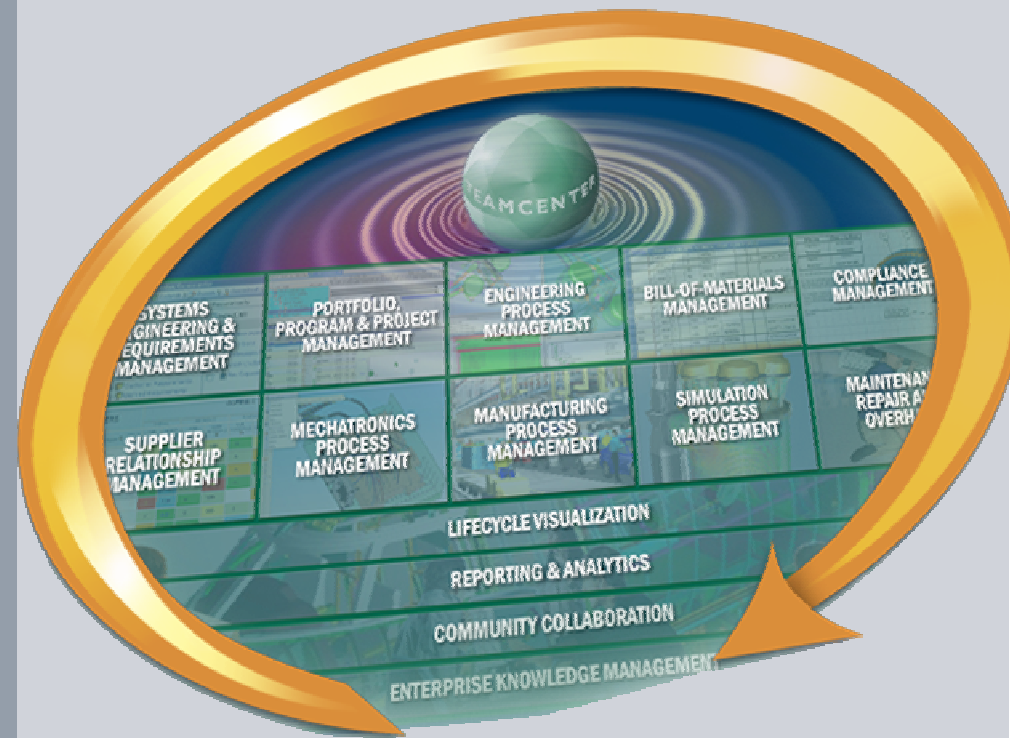 TEAMCENTER
SYSTEMS
GINEERING &
EQUIREMENTS
MANAGEMENT
PORTFOLIO,
PROGRAM & PROJECT
MANAGEMENT
ENGINEERING
PROCESS
MANAGEMENT
BILL-OF-MATERIALS
MANAGEMENT
COMPLIANCE
MANAGEMENT
SUPPLIER
RELATIONSHIP
MANAGEMENT
MECHATRONICS
PROCESS
MANAGEMENT
MANUFACTURING
PROCESS
MANAGEMENT
SIMULATION
PROCESS
MANAGEMENT
MAINTENAN
REPAIR A
OVERH
LIFECYCLE VISUALIZATION
REPORTING & ANALYTICS
COMMUNITY COLLABORATION
ENTERPRISE KNOWLEDGE MANAGEMENT